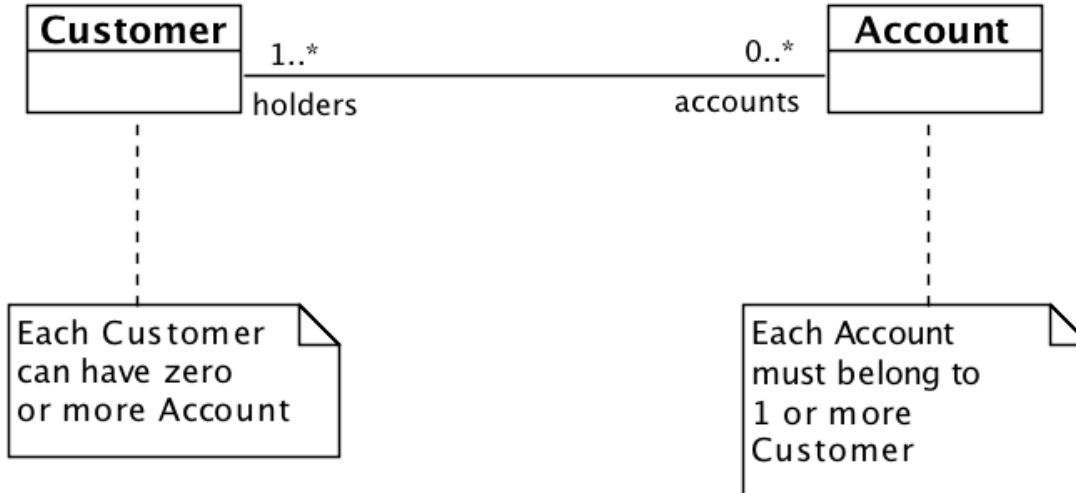 Customer
Account
1..*
0..*
holders
accounts
Each Customer
can have zero
or more Account
Each Account
must belong to
1 or more
Customer